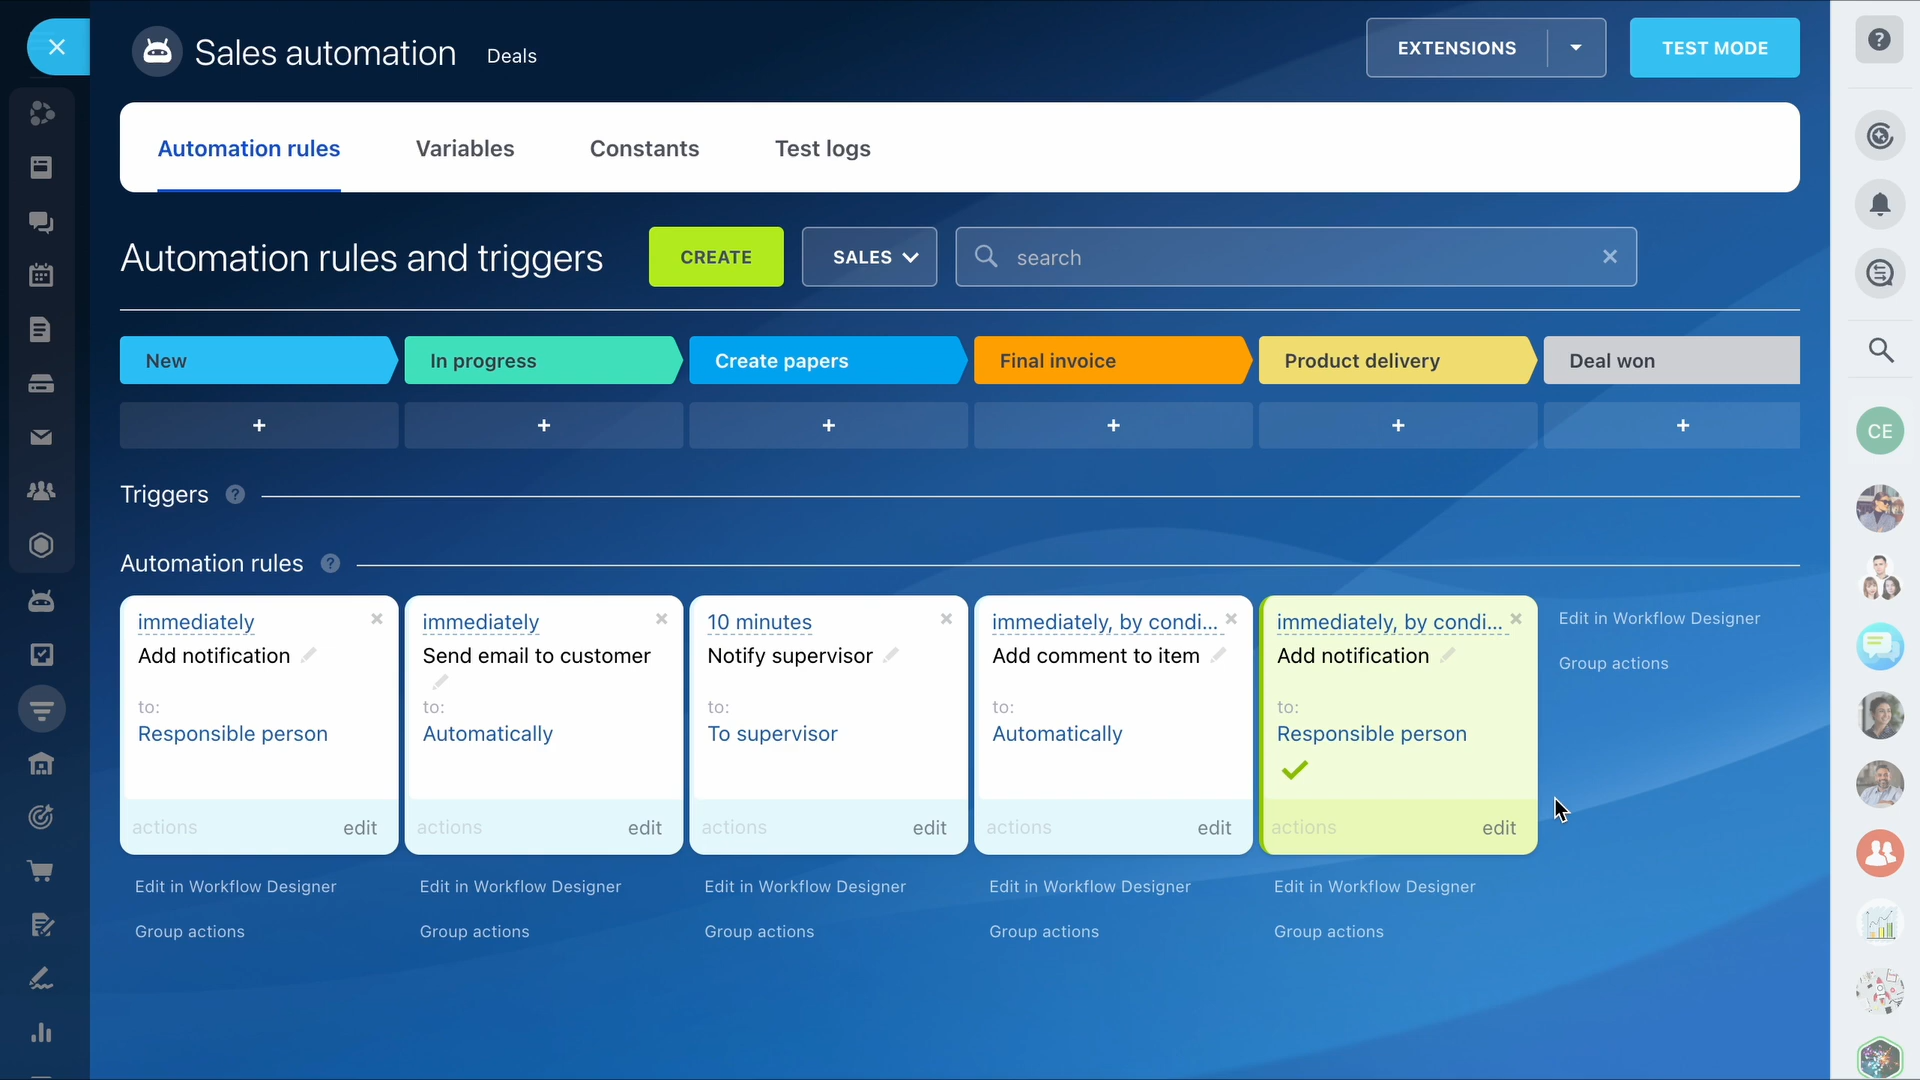 Sales automation Deals
EXTENSIONS
TEST MODE
?
Automation rules
Variables
Constants
Test logs
Automation rules and triggers
CREATE
SALES
search
New
In progress
Create papers
Final invoice
Product delivery
Deal won
+ + + + + +
CE
Triggers ?
Automation rules ?
immediately
Add notification
to:
Responsible person
actions edit
Edit in Workflow Designer
Group actions
immediately
Send email to customer
to:
Automatically
actions edit
Edit in Workflow Designer
Group actions
10 minutes
Notify supervisor
to:
To supervisor
actions edit
Edit in Workflow Designer
Group actions
immediately, by condi...
Add comment to item
to:
Automatically
actions edit
Edit in Workflow Designer
Group actions
immediately, by condi...
Add notification
to:
Responsible person
actions edit
Edit in Workflow Designer
Group actions
Edit in Workflow Designer
Group actions